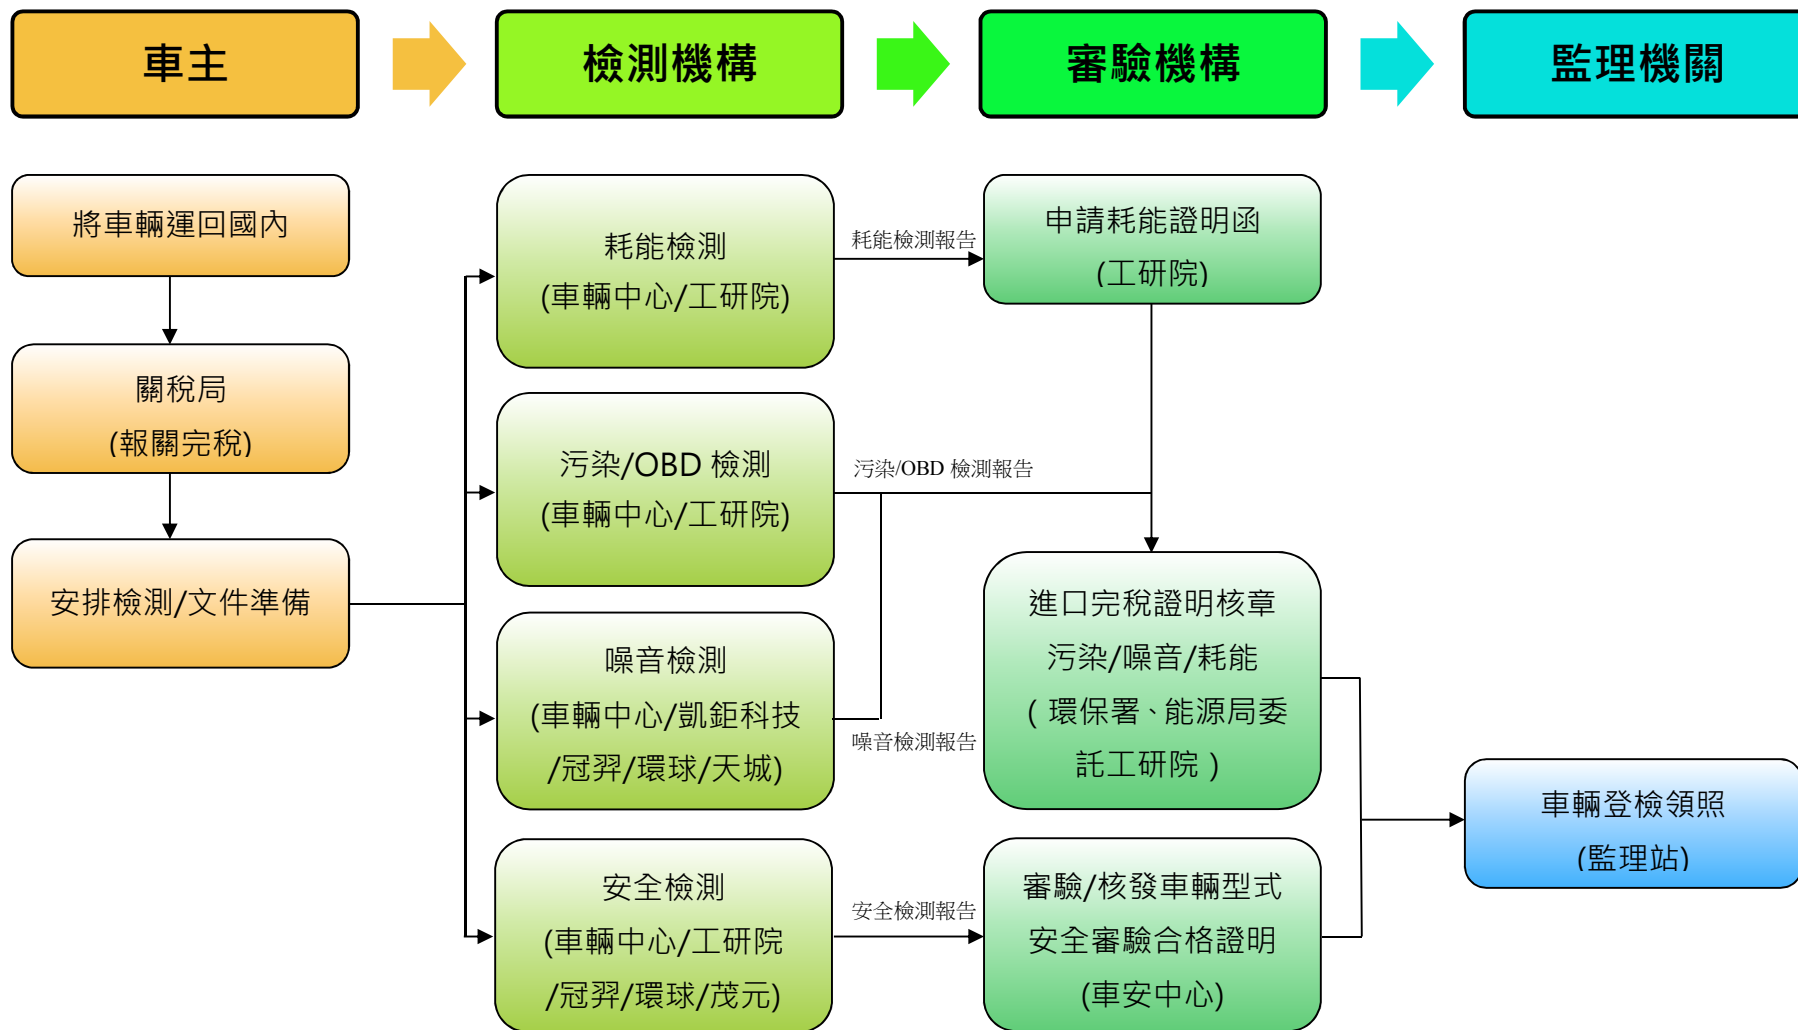 車主
檢測機構
審驗機構
監理機關
將車輛運回國內
關稅局
(報關完稅)
安排檢測/文件準備
耗能檢測
(車輛中心/工研院)
污染/OBD 檢測
(車輛中心/工研院)
噪音檢測
(車輛中心/凱鉅科技
/冠羿/環球/天城)
安全檢測
(車輛中心/工研院
/冠羿/環球/茂元)
耗能檢測報告
污染/OBD 檢測報告
噪音檢測報告
安全檢測報告
申請耗能證明函
(工研院)
進口完稅證明核章
污染/噪音/耗能
( 環保署、能源局委
託工研院 )
審驗/核發車輛型式
安全審驗合格證明
(車安中心)
車輛登檢領照
(監理站)